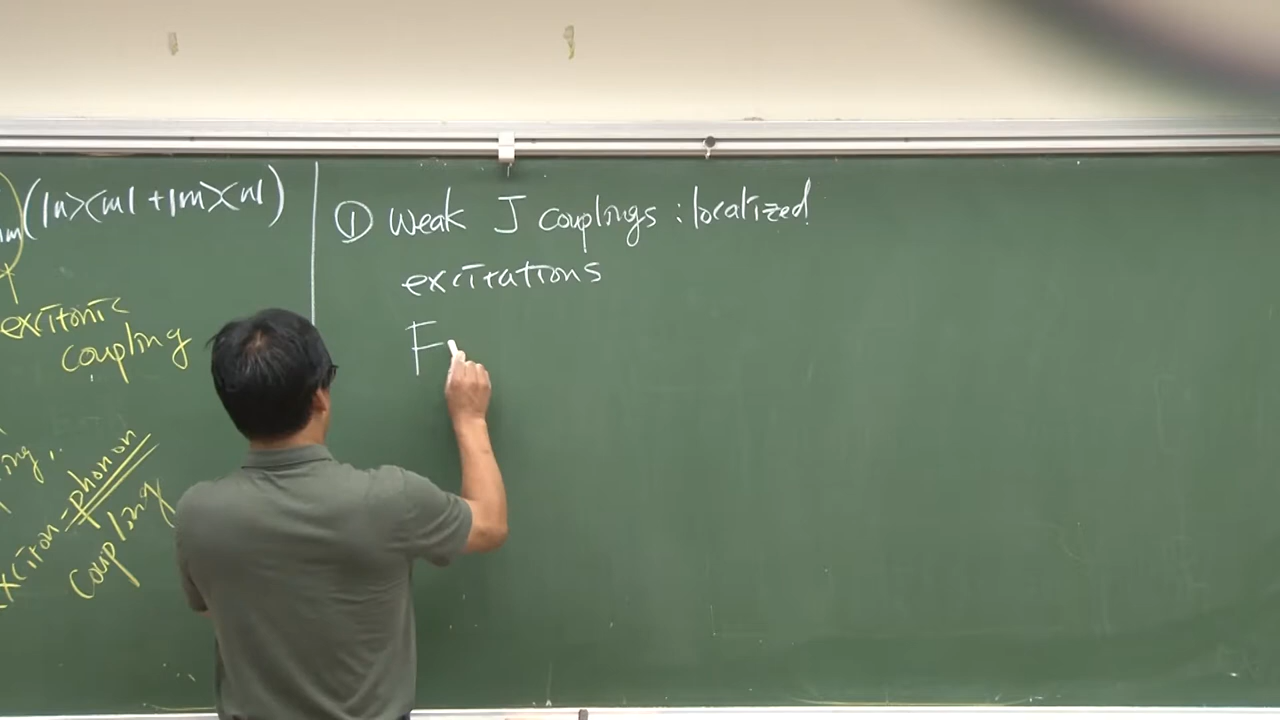 (|n><m| + |m><n|)
excitonic
coupling
exciton-phonon
coupling
① Weak J couplings : localized
excitations
F